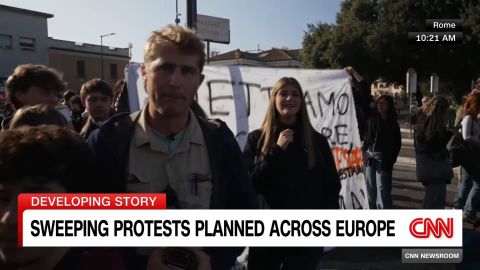 Rome
10:21 AM
DEVELOPING STORY
SWEEPING PROTESTS PLANNED ACROSS EUROPE
CNN
CNN NEWSROOM